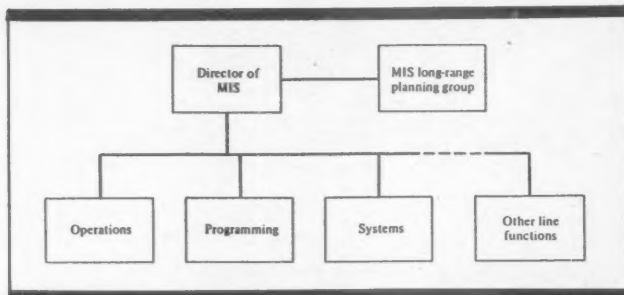 Director of
MIS
MIS long-range
planning group
Operations
Programming
Systems
Other line
functions